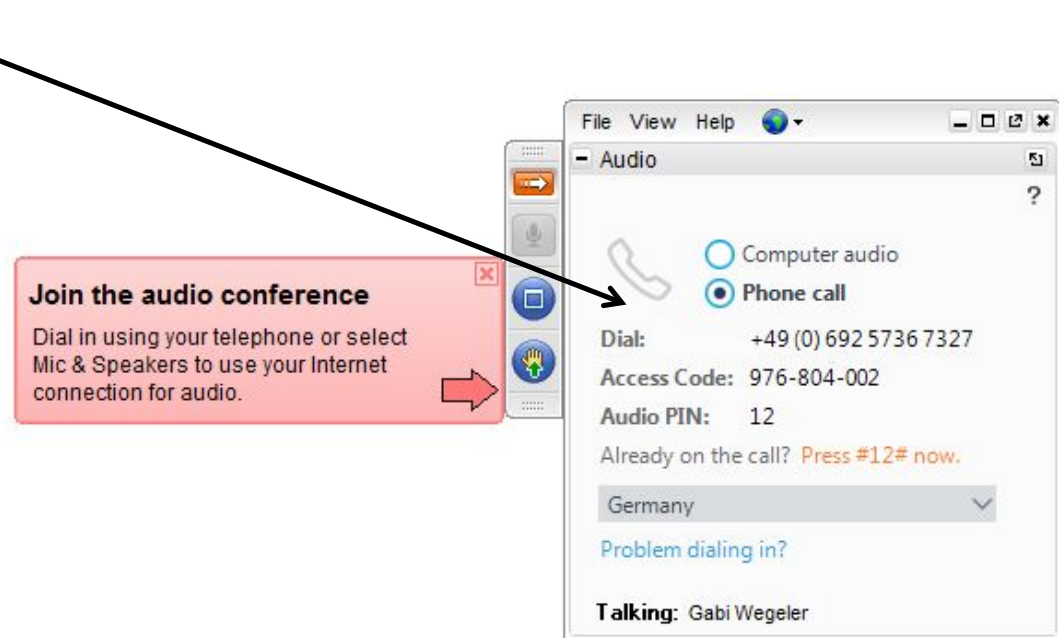 File View Help
Audio
?
Computer audio
Phone call
Join the audio conference
Dial in using your telephone or select
Mic & Speakers to use your Internet
connection for audio.
Dial: +49 (0) 692 5736 7327
Access Code: 976-804-002
Audio PIN: 12
Already on the call? Press #12# now.
Germany
Problem dialing in?
Talking: Gabi Wegeler